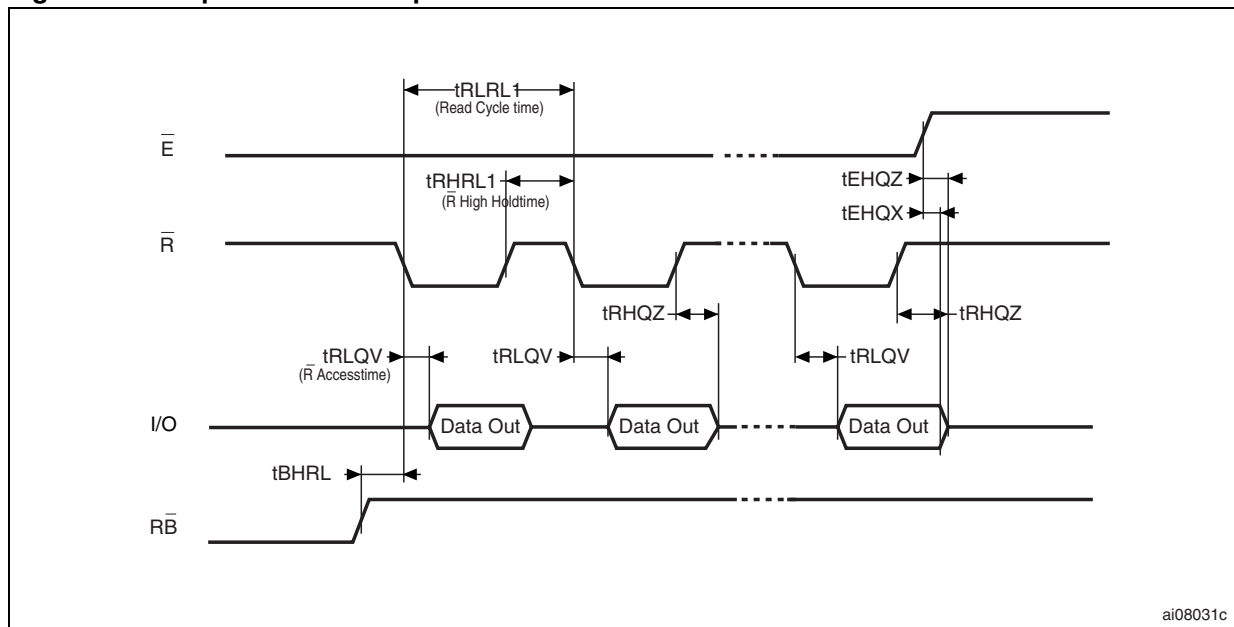 tRLRL1
(Read Cycle time)
E̅
tEHQZ
tRHRL1
(R̅ High Holdtime)
tEHQX
R̅
tRHQZ
tRHQZ
tRLQV
(R̅ Accesstime)
tRLQV
tRLQV
I/O
Data Out
Data Out
Data Out
tBHRL
RB̅
ai08031c